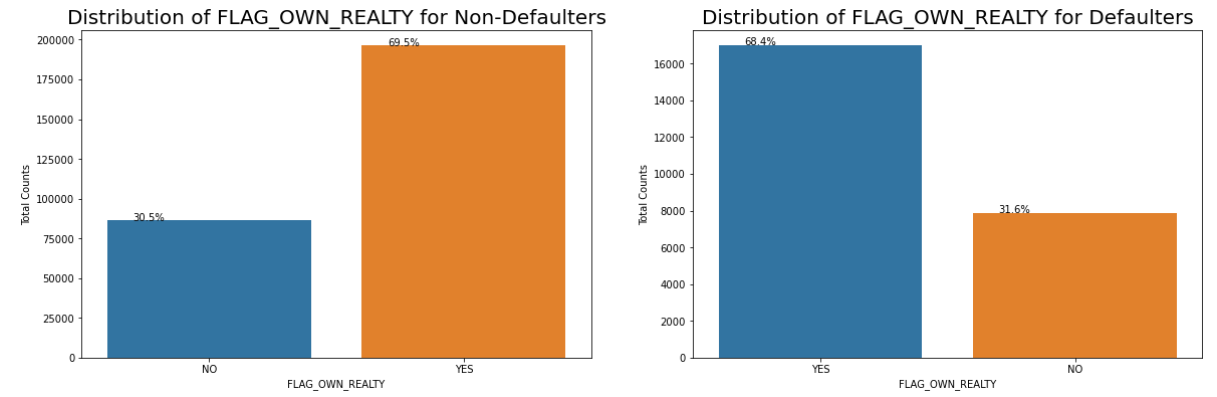 Distribution of FLAG_OWN_REALTY for Non-Defaulters
200000
175000
150000
125000
100000
75000
50000
25000
0
Total Counts
30.5%
69.5%
NO
YES
FLAG_OWN_REALTY
Distribution of FLAG_OWN_REALTY for Defaulters
16000
14000
12000
10000
8000
6000
4000
2000
0
Total Counts
68.4%
31.6%
YES
NO
FLAG_OWN_REALTY